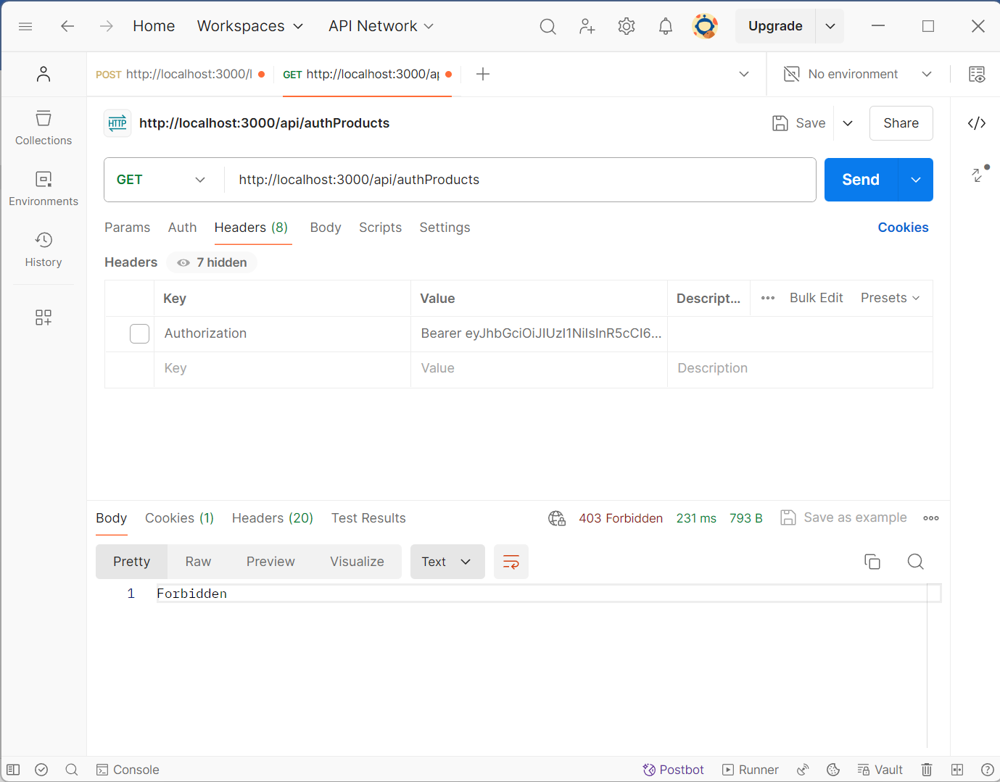 Home Workspaces API Network Upgrade
POST http://localhost:3000/l GET http://localhost:3000/ap No environment
HTTP http://localhost:3000/api/authProducts Save Share
Collections
Environments
History
GET http://localhost:3000/api/authProducts Send
Params Auth Headers (8) Body Scripts Settings Cookies
Headers 7 hidden
Key Value Descript... Bulk Edit Presets
Authorization Bearer eyJhbGciOiJIUzI1NiIsInR5cCI6...
Key Value Description
Body Cookies (1) Headers (20) Test Results 403 Forbidden 231 ms 793 B Save as example
Pretty Raw Preview Visualize Text
1 Forbidden
Console Postbot Runner Vault